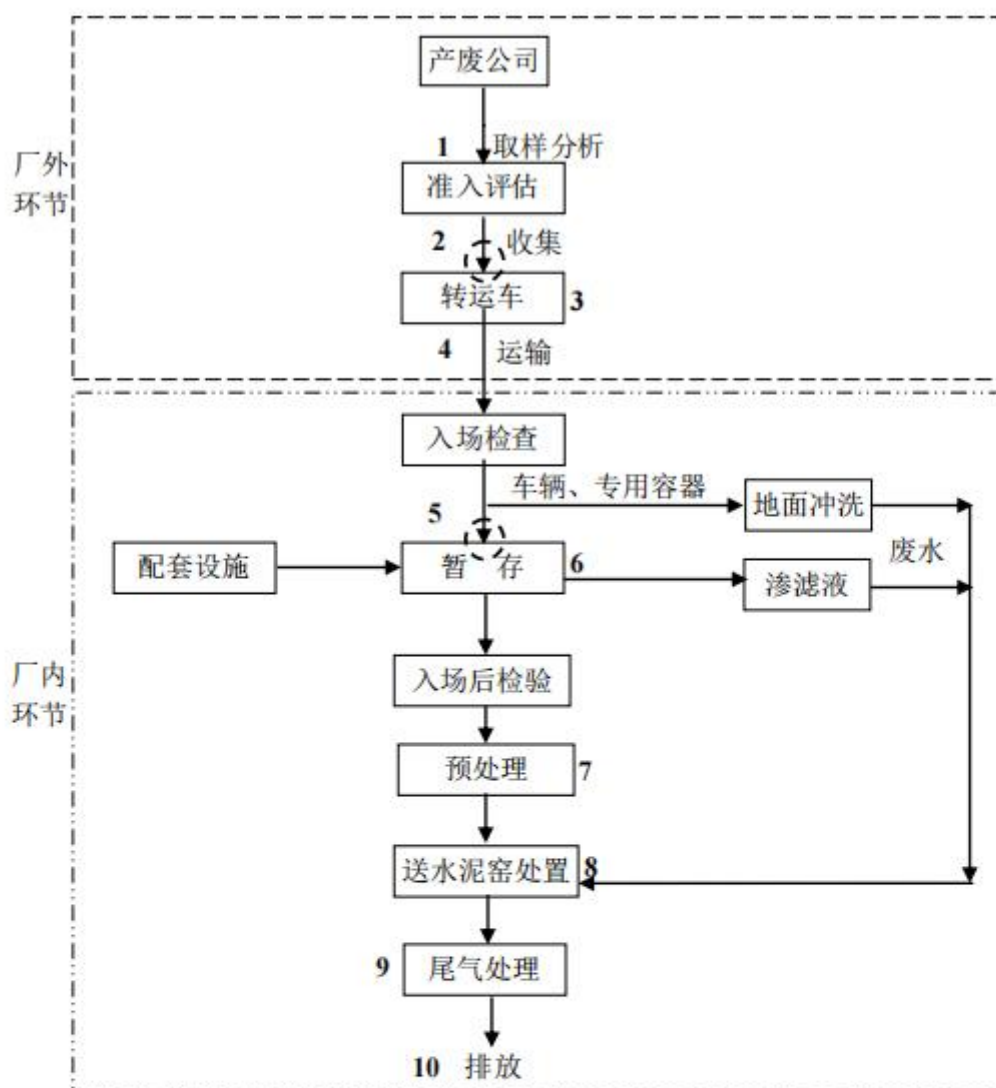 产废公司
1 取样分析
厂外
环节
准入评估
2 收集
转运车 3
4 运输
入场检查
车辆、专用容器 地面冲洗
5
废水
配套设施 暂 存 6 渗滤液
厂内
环节
入场后检验
预处理 7
送水泥窑处置 8
9 尾气处理
10 排放